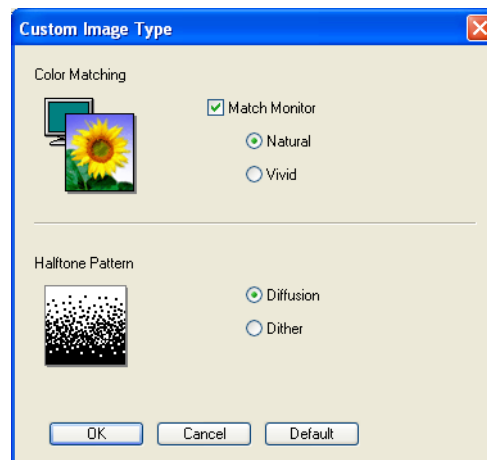 Custom Image Type
Color Matching
Match Monitor
Natural
Vivid
Halftone Pattern
Diffusion
Dither
OK Cancel Default